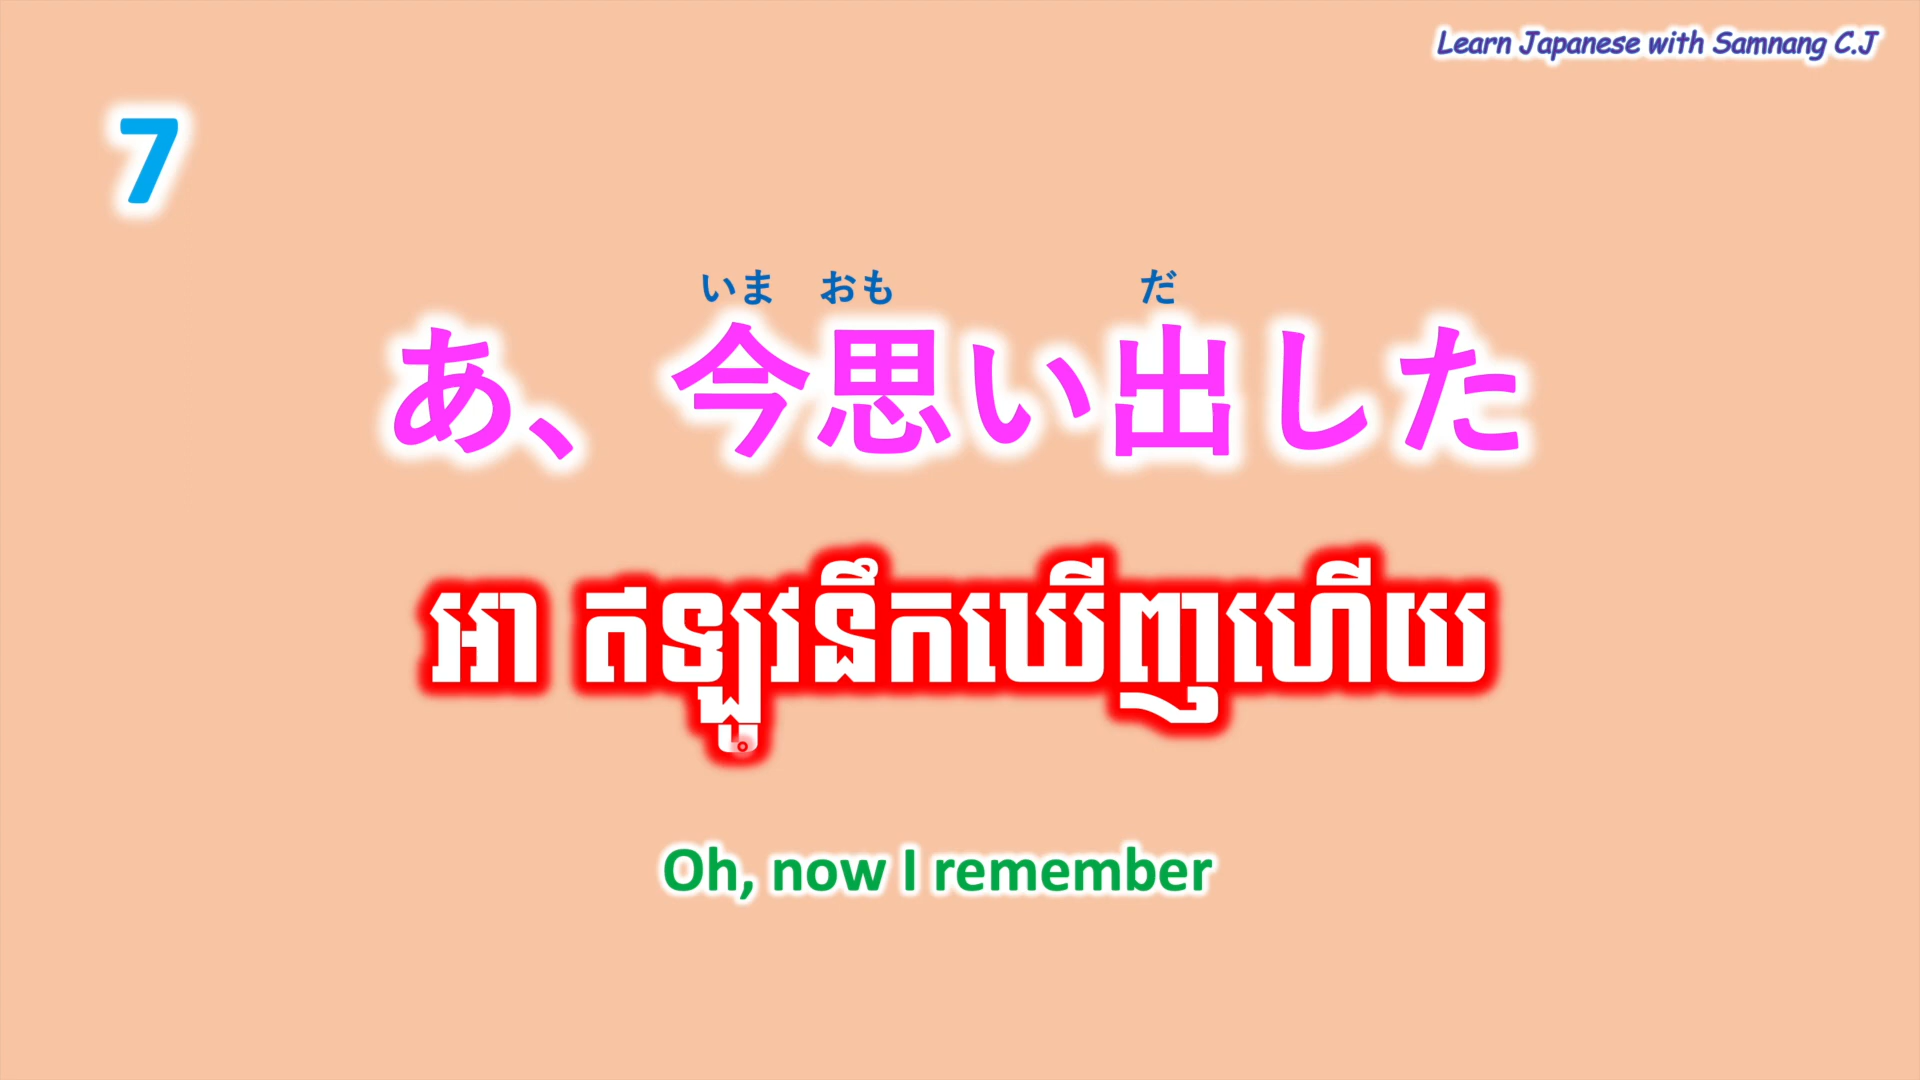 Learn Japanese with Samnang C.J
7
いま おも だ
あ、今思い出した
អា ឥឡូវនឹកឃើញហើយ
Oh, now I remember